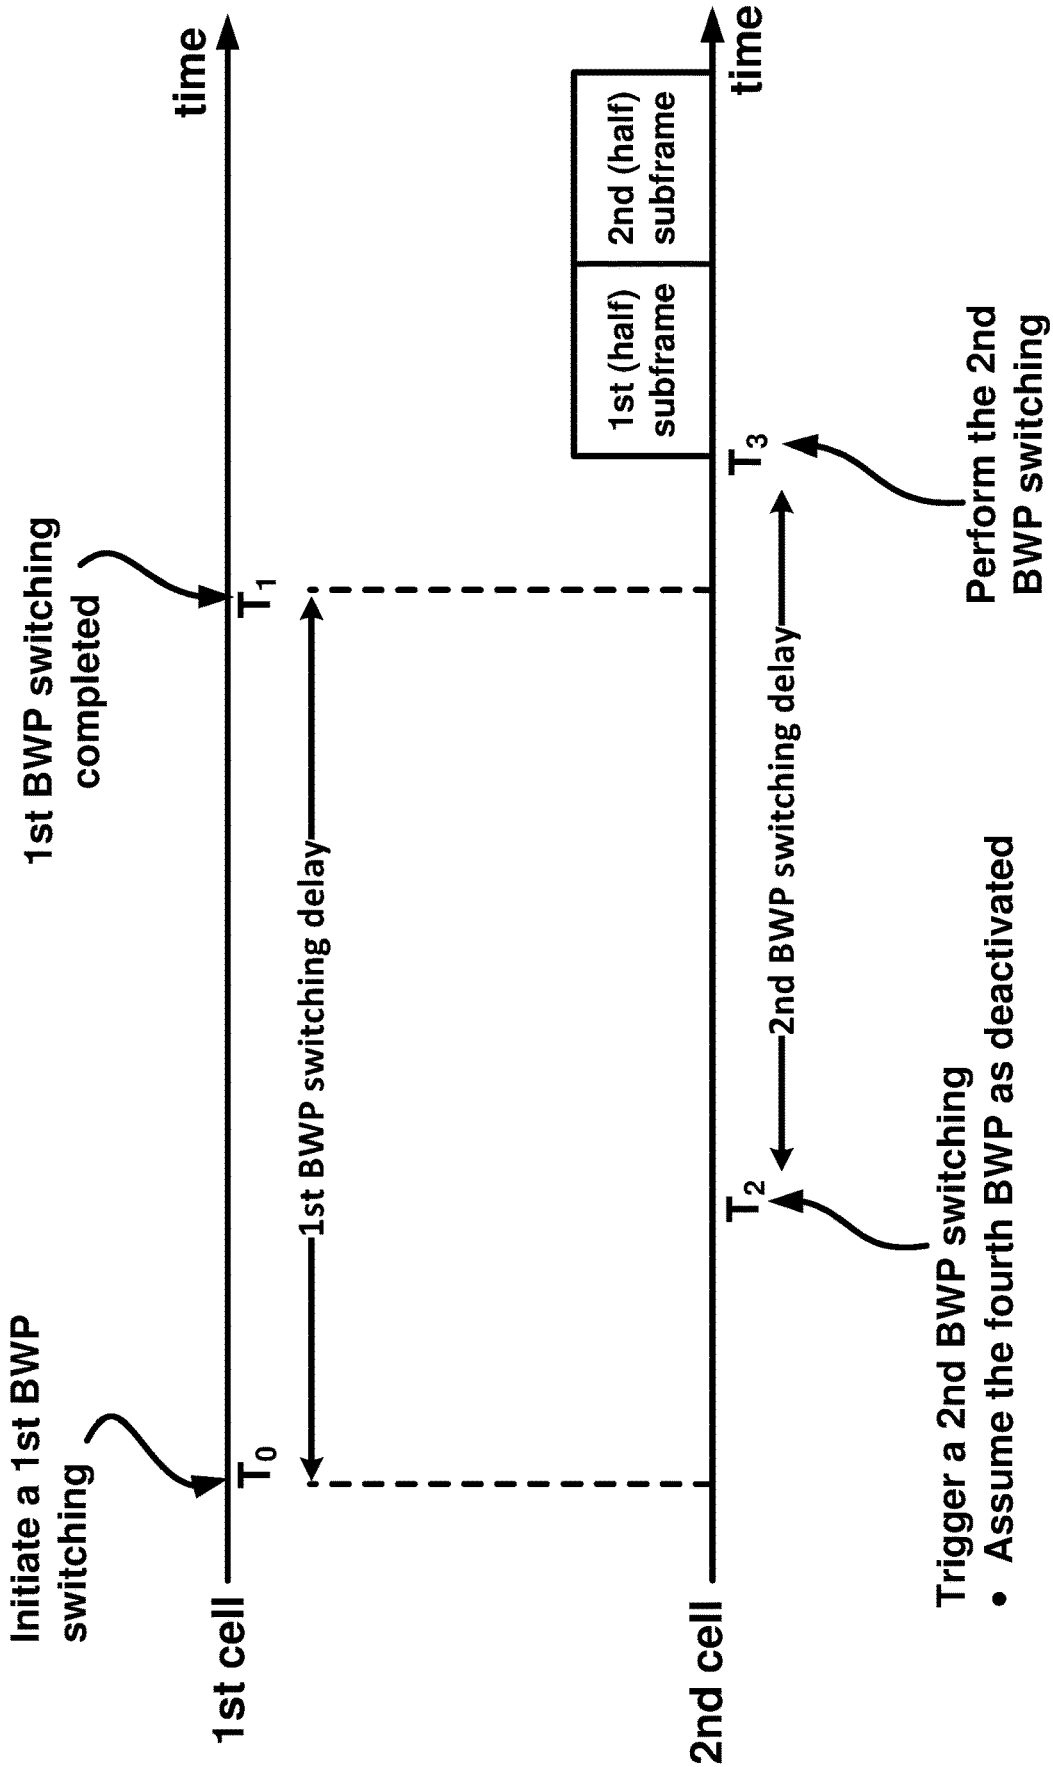 Initiate a 1st BWP
switching
1st BWP switching
completed
1st cell
T0
T1
time
1st BWP switching delay
1st (half)
subframe
2nd (half)
subframe
2nd cell
T2
T3
time
2nd BWP switching delay
Trigger a 2nd BWP switching
• Assume the fourth BWP as deactivated
Perform the 2nd
BWP switching